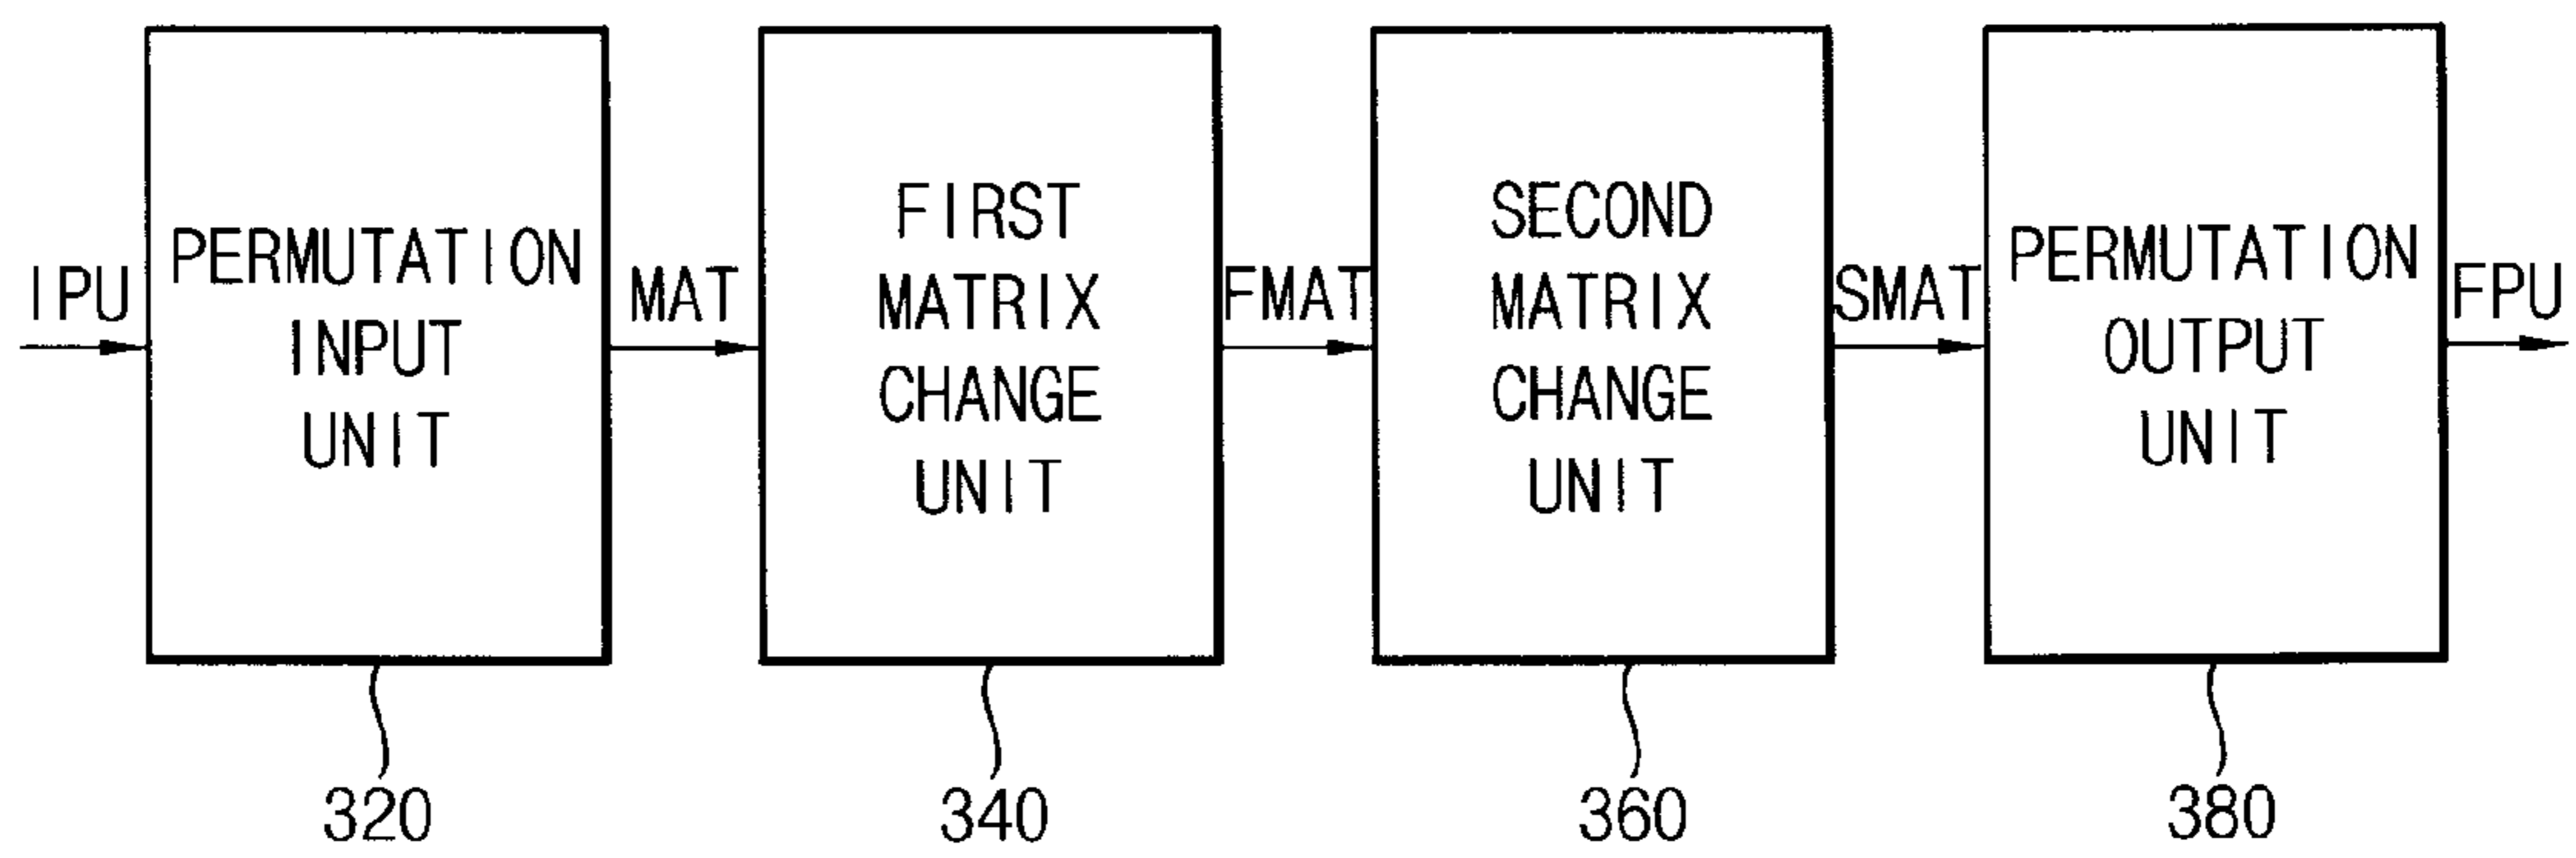 IPU
PERMUTATION
INPUT
UNIT
MAT
FIRST
MATRIX
CHANGE
UNIT
FMAT
SECOND
MATRIX
CHANGE
UNIT
SMAT
PERMUTATION
OUTPUT
UNIT
FPU
320
340
360
380